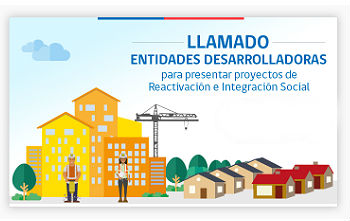 LLAMADO
ENTIDADES DESARROLLADORAS
para presentar proyectos de
Reactivación e Integración Social